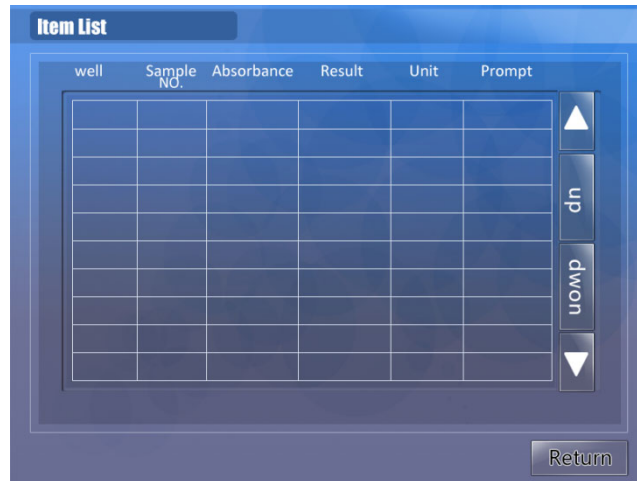 Item List
well Sample NO. Absorbance Result Unit Prompt
up
dwon
Return